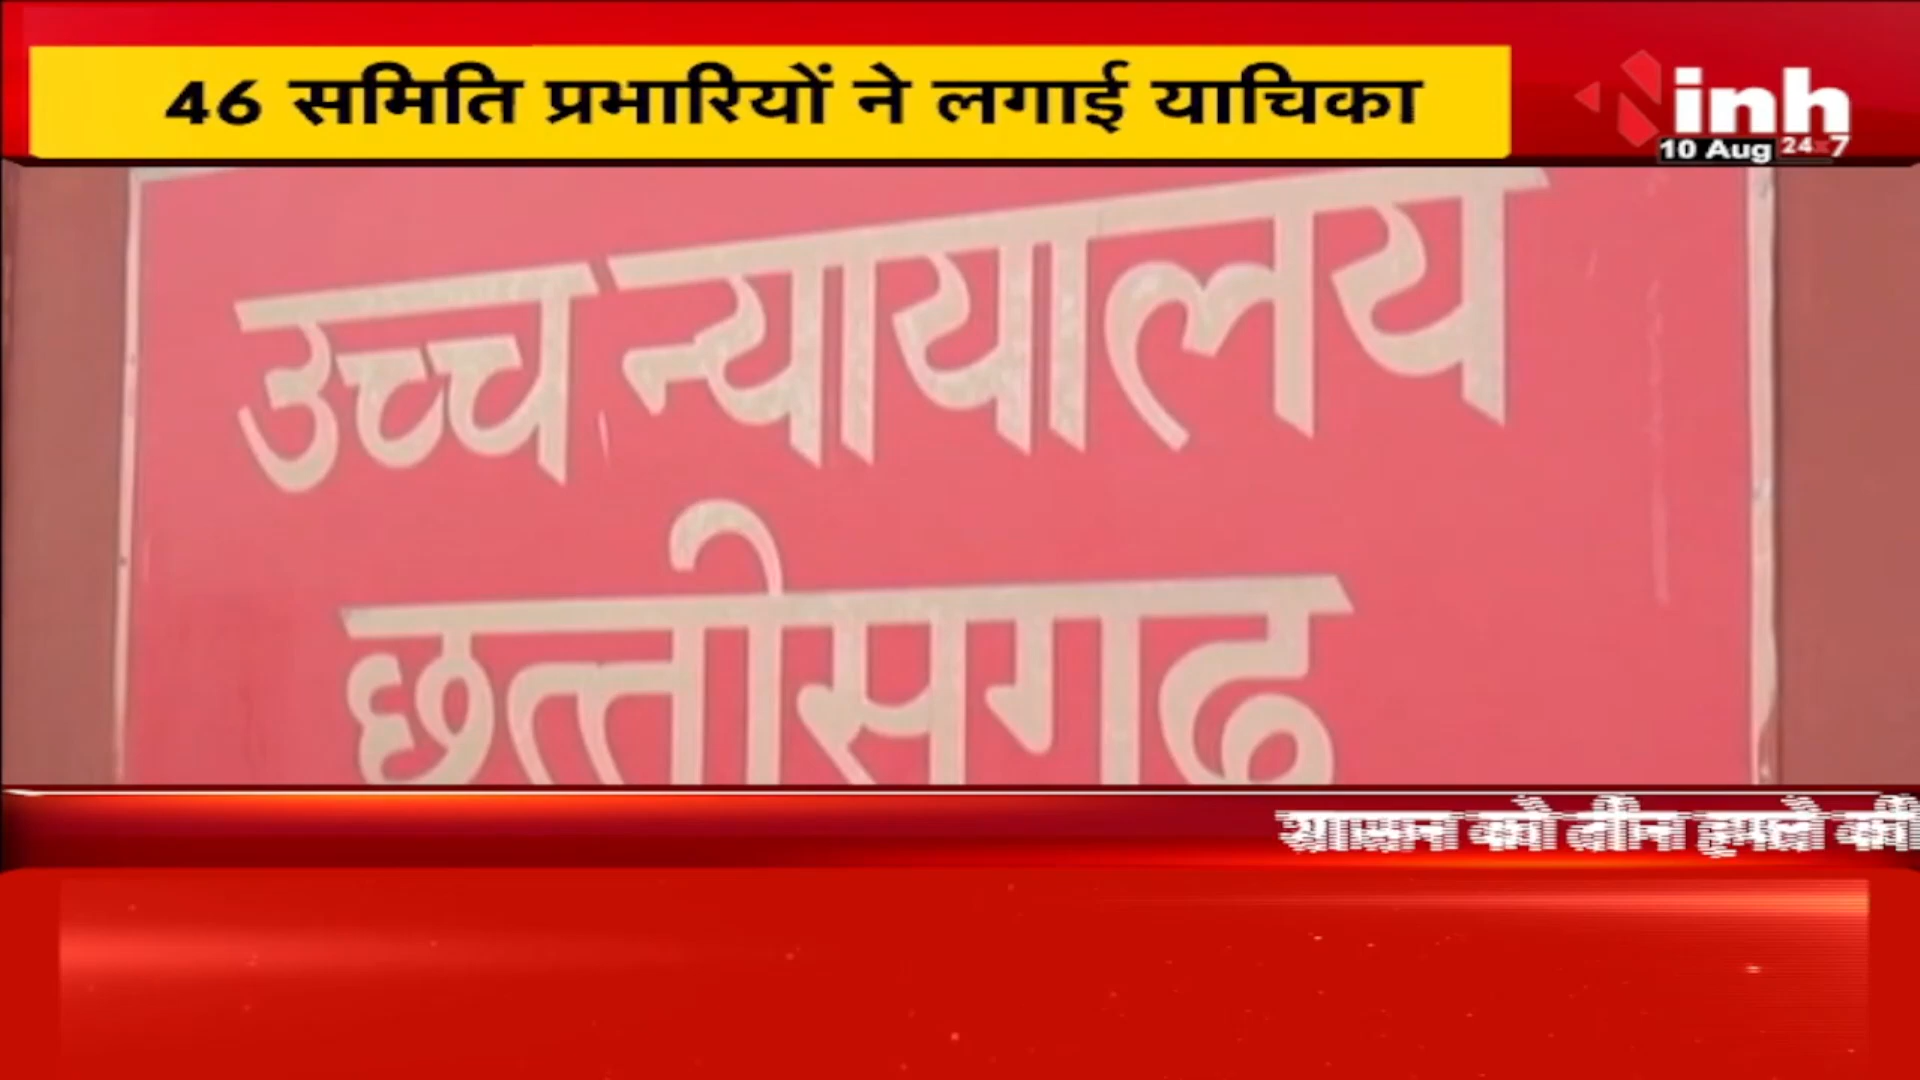 46 समिति प्रभारियों ने लगाई याचिका
inh
10 Aug 24x7
उच्च न्यायालय
छत्तीसगढ
शासन को तीन हफ्ते की